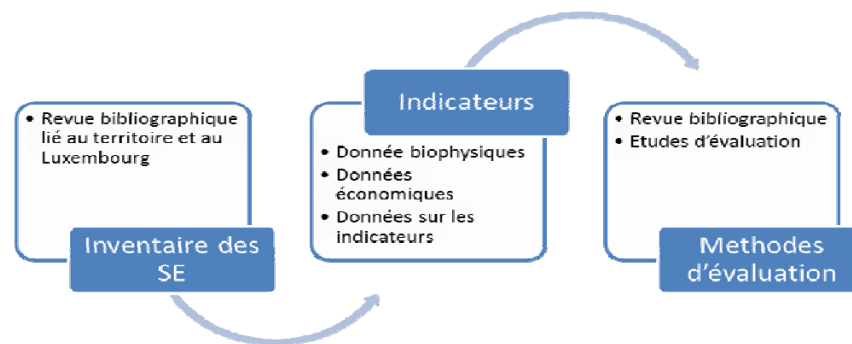 • Revue bibliographique
lié au territoire et au
Luxembourg
Inventaire des
SE
Indicateurs
• Donnée biophysiques
• Données
économiques
• Données sur les
indicateurs
• Revue bibliographique
• Etudes d'évaluation
Methodes
d'évaluation